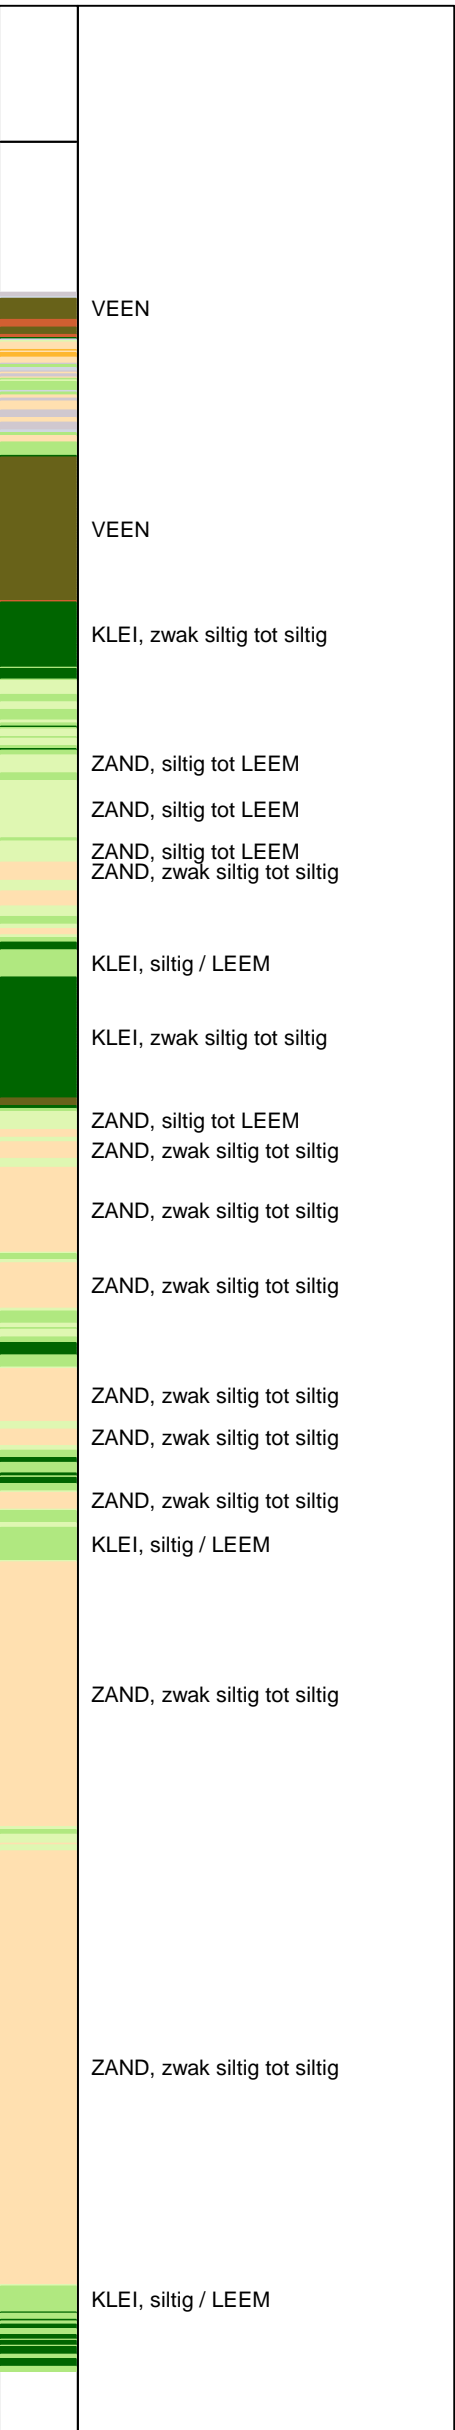 VEEN
VEEN
KLEI, zwak siltig tot siltig
ZAND, siltig tot LEEM
ZAND, siltig tot LEEM
ZAND, siltig tot LEEM
ZAND, zwak siltig tot siltig
KLEI, siltig / LEEM
KLEI, zwak siltig tot siltig
ZAND, siltig tot LEEM
ZAND, zwak siltig tot siltig
ZAND, zwak siltig tot siltig
ZAND, zwak siltig tot siltig
ZAND, zwak siltig tot siltig
ZAND, zwak siltig tot siltig
ZAND, zwak siltig tot siltig
KLEI, siltig / LEEM
ZAND, zwak siltig tot siltig
ZAND, zwak siltig tot siltig
KLEI, siltig / LEEM